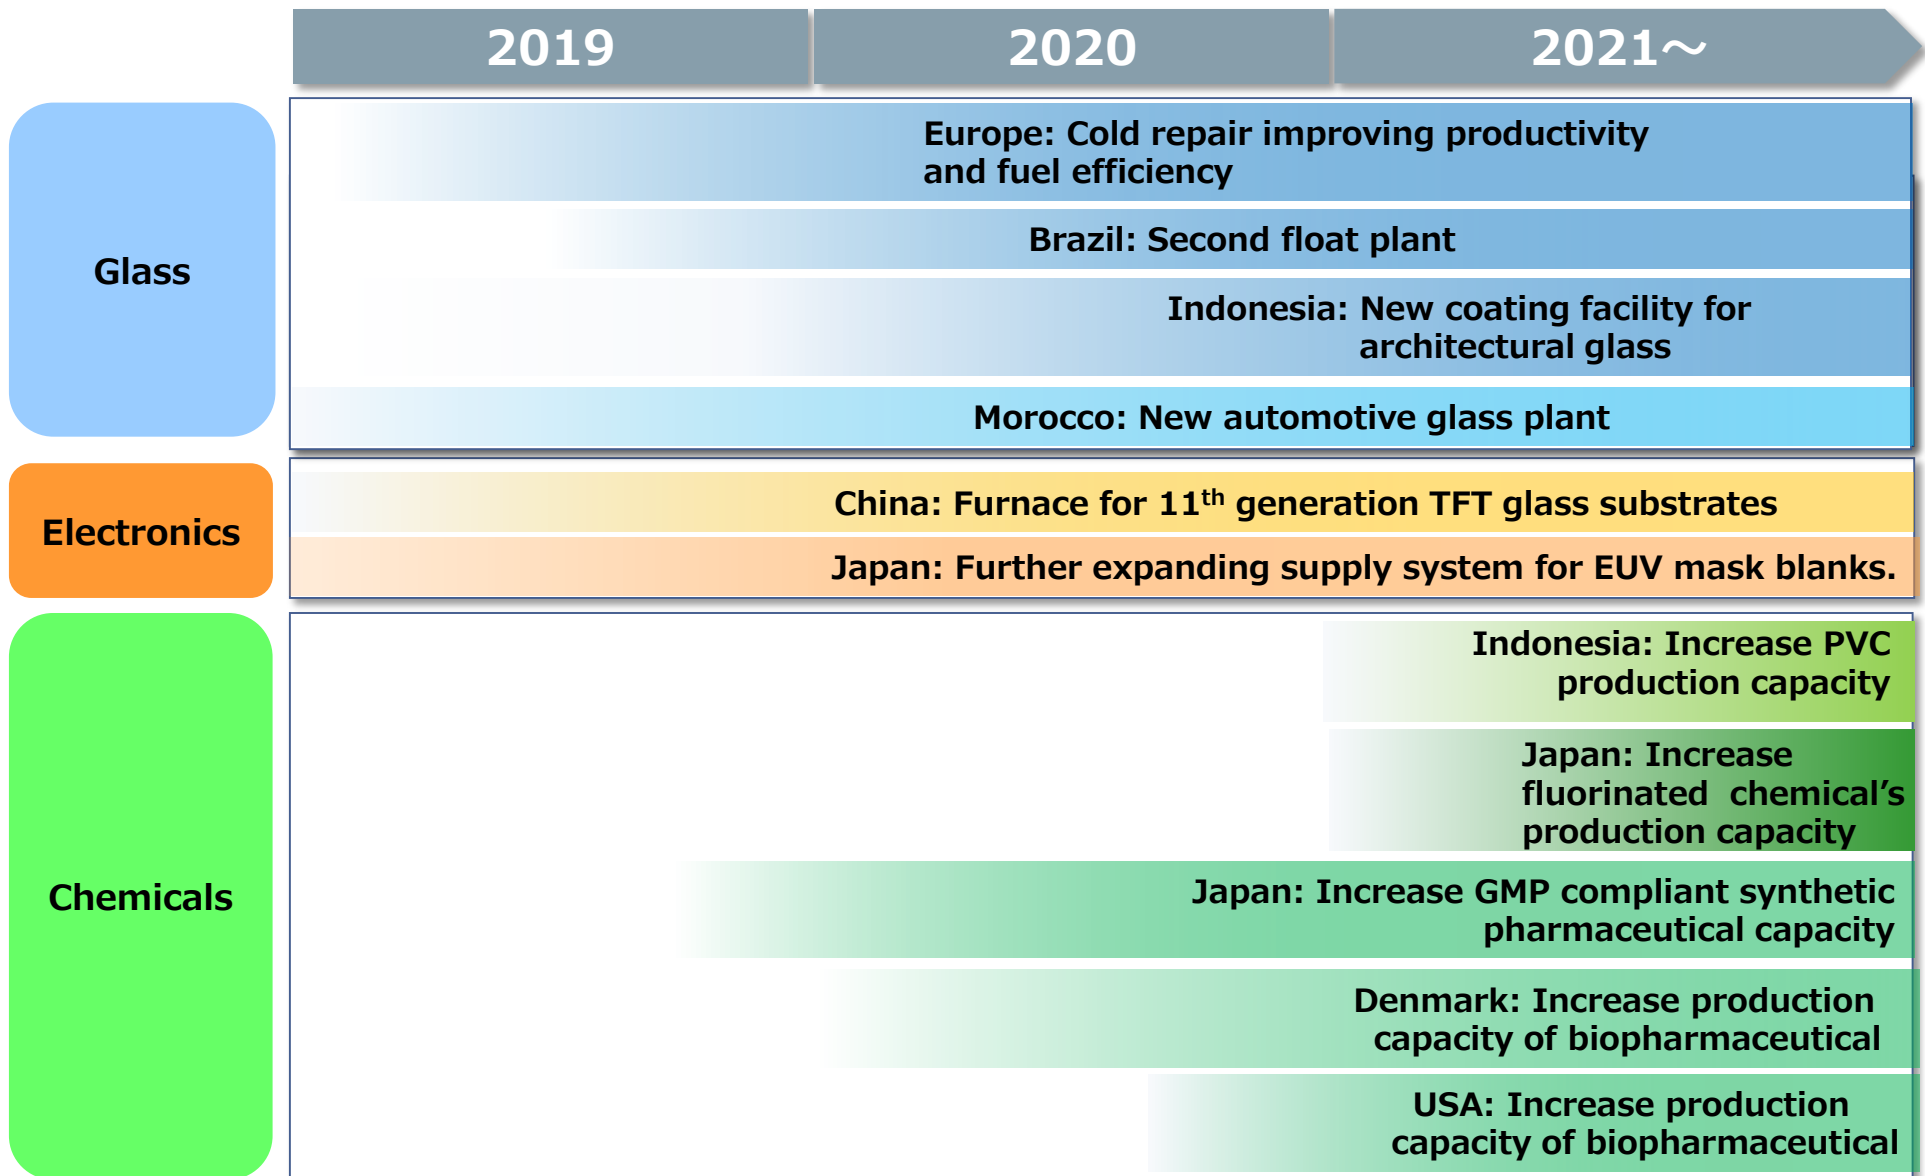 2019
2020
2021～
Glass
Europe: Cold repair improving productivity
and fuel efficiency
Brazil: Second float plant
Indonesia: New coating facility for
architectural glass
Morocco: New automotive glass plant
Electronics
China: Furnace for 11th generation TFT glass substrates
Japan: Further expanding supply system for EUV mask blanks.
Chemicals
Indonesia: Increase PVC
production capacity
Japan: Increase
fluorinated chemical’s
production capacity
Japan: Increase GMP compliant synthetic
pharmaceutical capacity
Denmark: Increase production
capacity of biopharmaceutical
USA: Increase production
capacity of biopharmaceutical